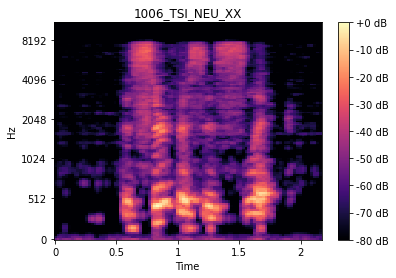 1006_TSI_NEU_XX
8192
4096
2048
1024
512
0
Hz
0
0.5
1
1.5
2
Time
+0 dB
-10 dB
-20 dB
-30 dB
-40 dB
-50 dB
-60 dB
-70 dB
-80 dB